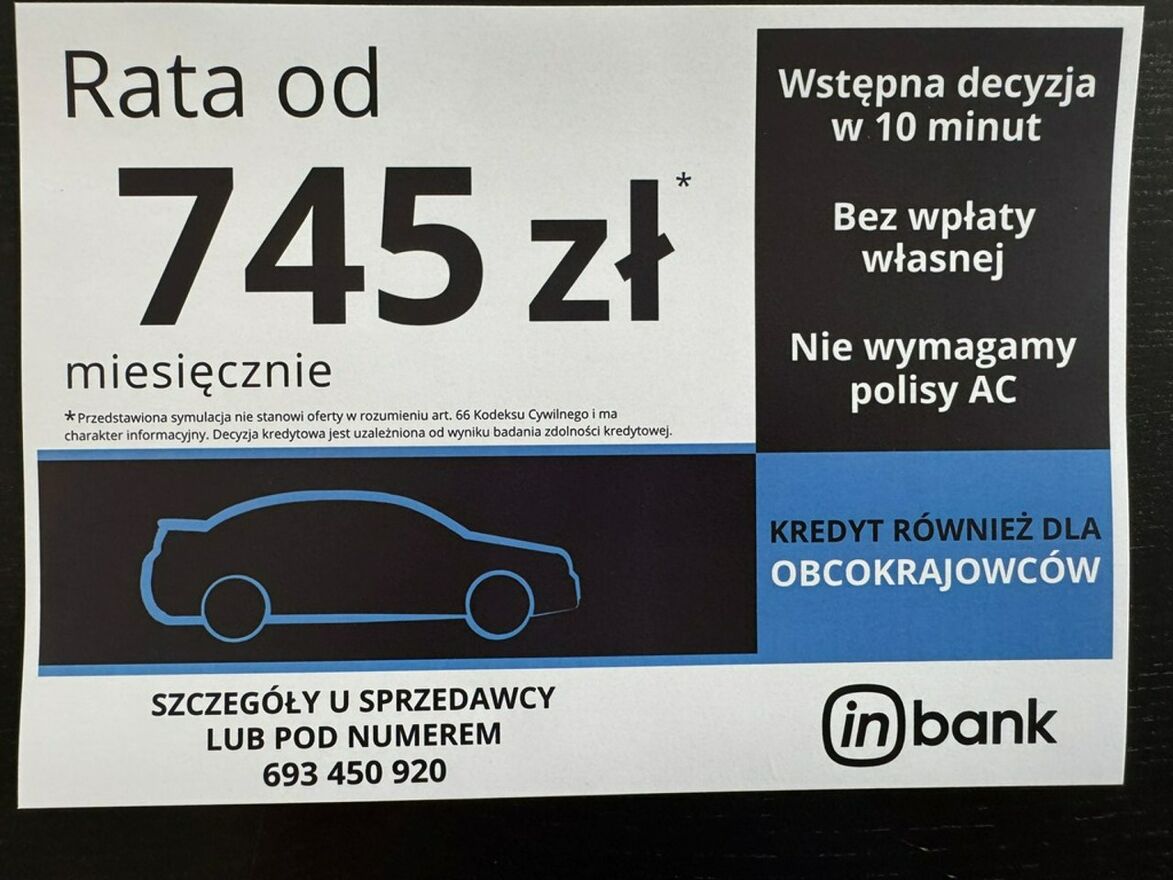 Rata od
745 zł*
miesięcznie
*Przedstawiona symulacja nie stanowi oferty w rozumieniu art. 66 Kodeksu Cywilnego i ma
charakter informacyjny. Decyzja kredytowa jest uzależniona od wyniku badania zdolności kredytowej.
Wstępna decyzja
w 10 minut
Bez wpłaty
własnej
Nie wymagamy
polisy AC
KREDYT RÓWNIEŻ DLA
OBCOKRAJOWCÓW
SZCZEGÓŁY U SPRZEDAWCY
LUB POD NUMEREM
693 450 920
inbank